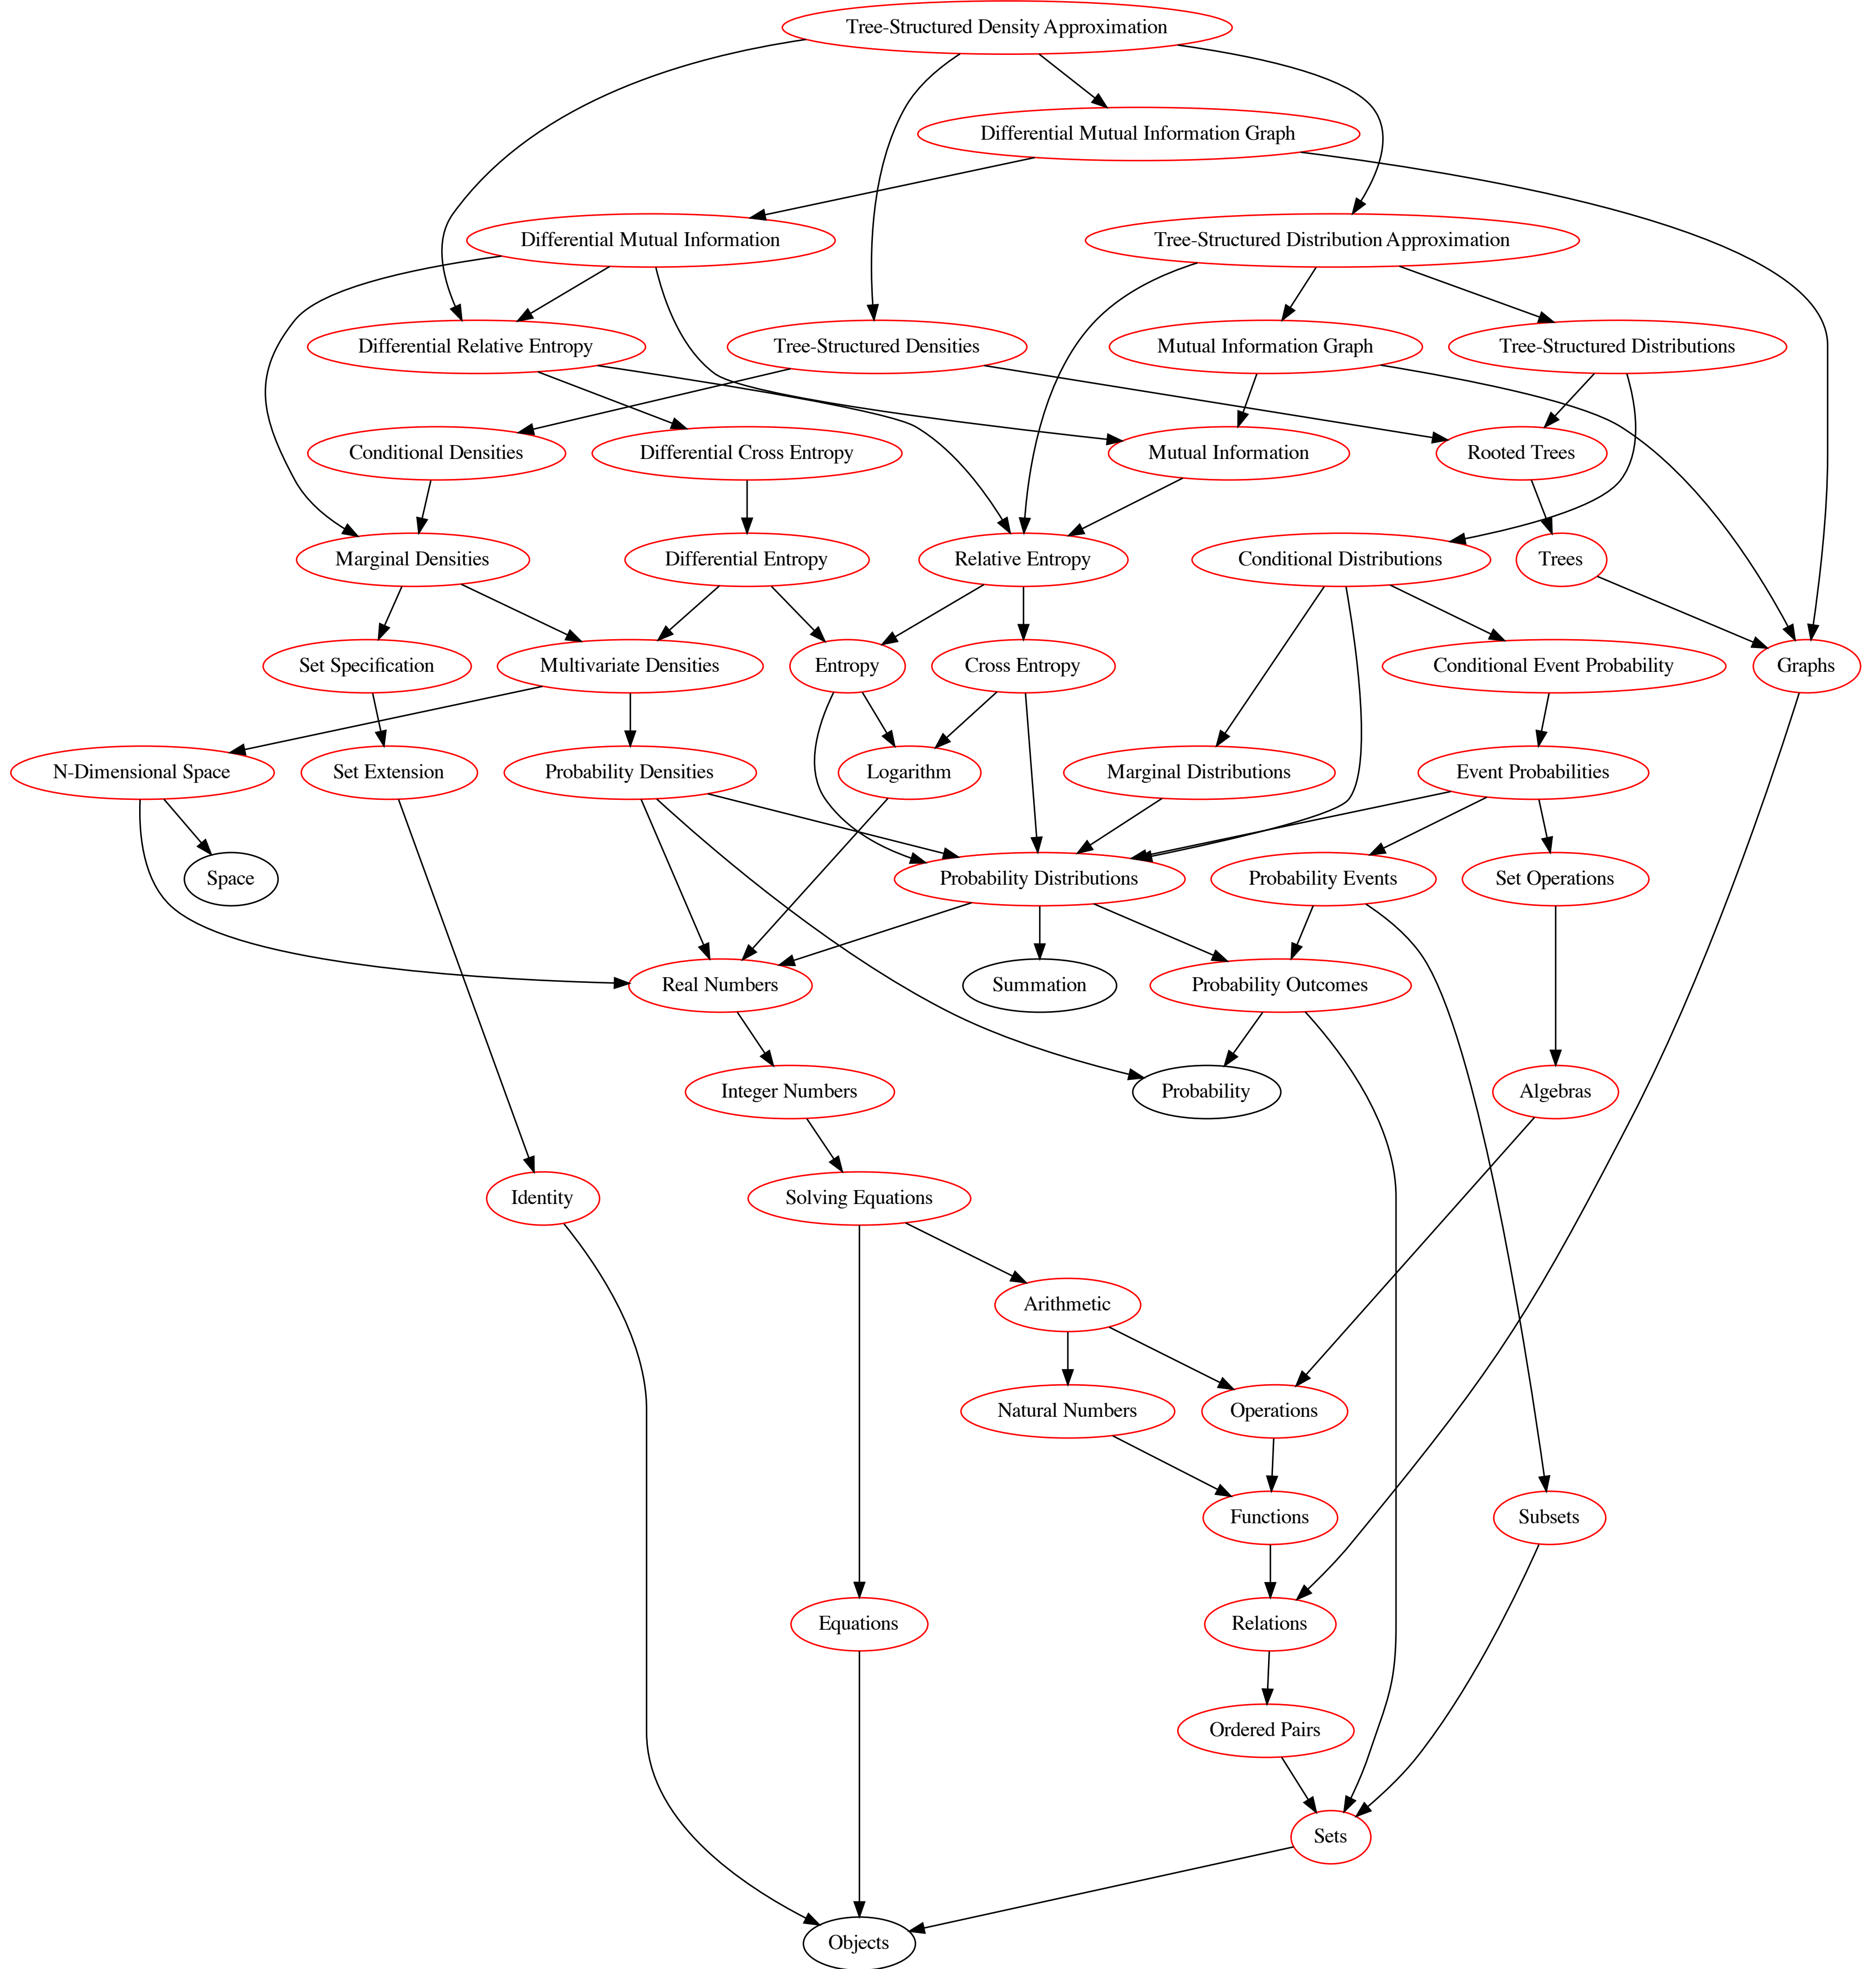 Tree-Structured Density Approximation
Differential Mutual Information Graph
Differential Mutual Information
Tree-Structured Distribution Approximation
Differential Relative Entropy
Tree-Structured Densities
Mutual Information Graph
Tree-Structured Distributions
Conditional Densities
Differential Cross Entropy
Mutual Information
Rooted Trees
Marginal Densities
Differential Entropy
Relative Entropy
Conditional Distributions
Trees
Set Specification
Multivariate Densities
Entropy
Cross Entropy
Conditional Event Probability
Graphs
N-Dimensional Space
Set Extension
Probability Densities
Logarithm
Marginal Distributions
Event Probabilities
Space
Probability Distributions
Probability Events
Set Operations
Real Numbers
Summation
Probability Outcomes
Integer Numbers
Probability
Algebras
Identity
Solving Equations
Arithmetic
Natural Numbers
Operations
Functions
Subsets
Equations
Relations
Ordered Pairs
Sets
Objects